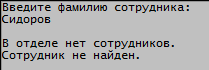 Введите фамилию сотрудника:
Сидоров
В отделе нет сотрудников.
Сотрудник не найден.